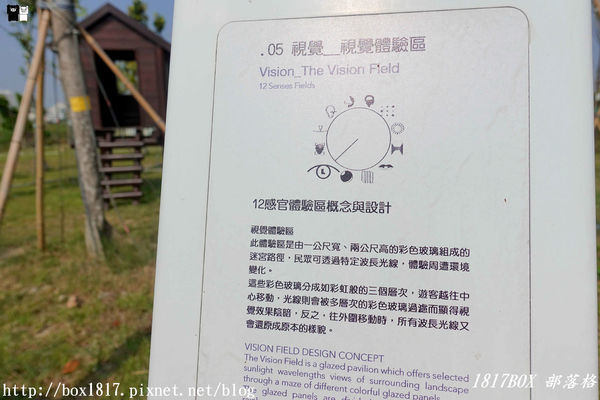 .05 視覺__視覺體驗區
Vision_The Vision Field
12 Senses Fields
12感官體驗區概念與設計
視覺體驗區
此體驗區是由一公尺寬、兩公尺高的彩色玻璃組成的
迷宮路徑,民眾可透過特定波長光線,體驗周遭環境
變化。
這些彩色玻璃分成如彩虹般的三個層次,遊客越往中
心移動,光線則會被多層次的彩色玻璃過濾而顯得視
覺效果陰暗,反之,往外圍移動時,所有波長光線又
會還原成原本的樣貌。
VISION FIELD DESIGN CONCEPT
The Vision Field is a glazed pavilion which offers selected
sunlight wavelengths views of surrounding landscape
through a maze of different colorful glazed panels.
glazed panels are
http://box1817.pixnet.net/blog
1817BOX 部落格